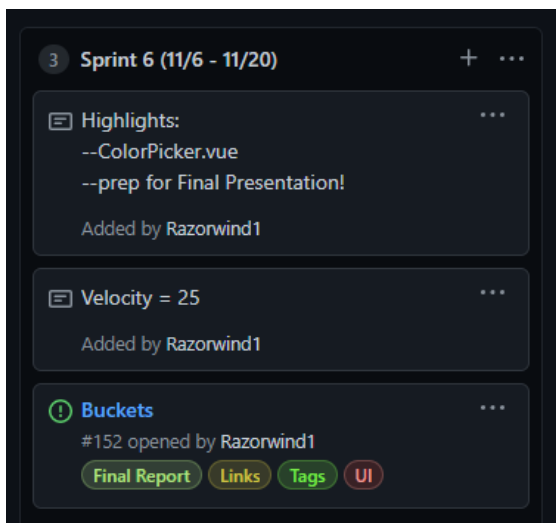 3 Sprint 6 (11/6 - 11/20)
Highlights:
--ColorPicker.vue
--prep for Final Presentation!
Added by Razorwind1
Velocity = 25
Added by Razorwind1
Buckets
#152 opened by Razorwind1
Final Report Links Tags UI